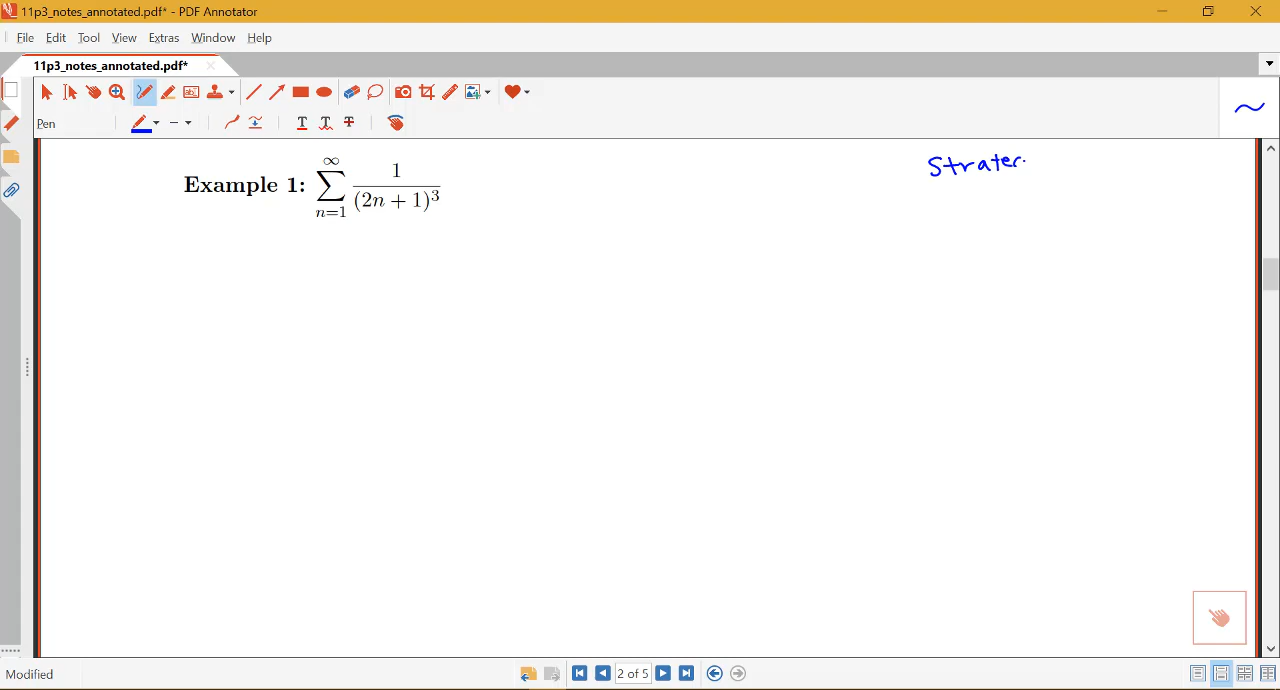 11p3_notes_annotated.pdf* - PDF Annotator
File Edit Tool View Extras Window Help
11p3_notes_annotated.pdf*
Pen
Example 1: ∑_{n=1}^{∞} 1/(2n + 1)^3
Strater
Modified
2 of 5